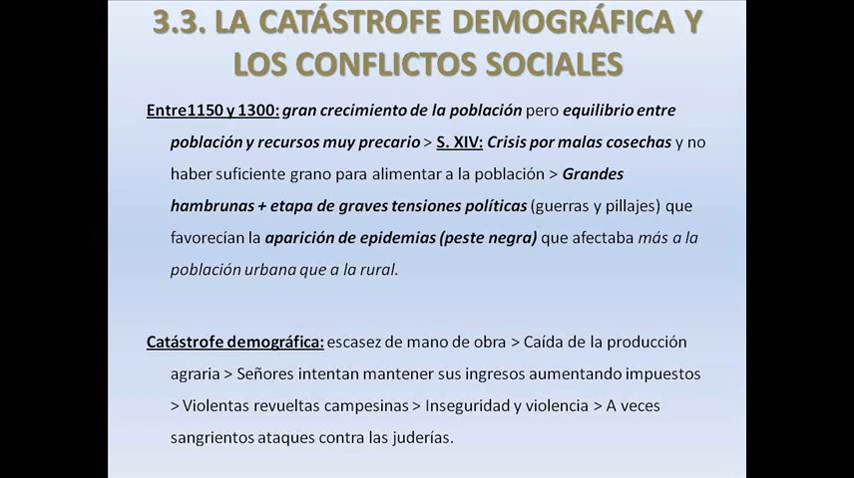 3.3. LA CATÁSTROFE DEMOGRÁFICA Y
LOS CONFLICTOS SOCIALES
Entre1150 y 1300: gran crecimiento de la población pero equilibrio entre
población y recursos muy precario > S. XIV: Crisis por malas cosechas y no
haber suficiente grano para alimentar a la población > Grandes
hambrunas + etapa de graves tensiones políticas (guerras y pillajes) que
favorecían la aparición de epidemias (peste negra) que afectaba más a la
población urbana que a la rural.
Catástrofe demográfica: escasez de mano de obra > Caída de la producción
agraria > Señores intentan mantener sus ingresos aumentando impuestos
> Violentas revueltas campesinas > Inseguridad y violencia > A veces
sangrientos ataques contra las juderías.